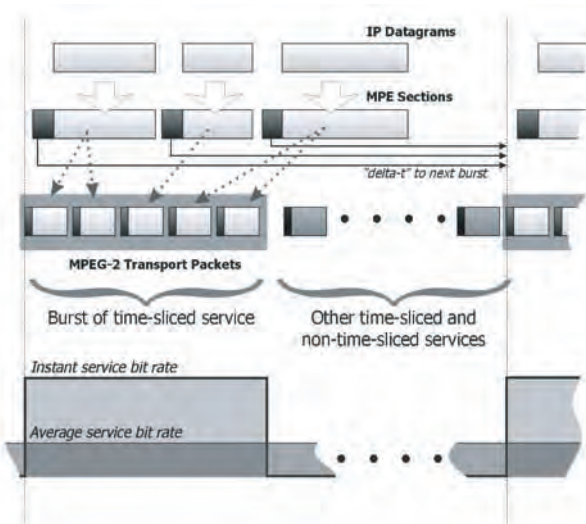 IP Datagrams
MPE Sections
"delta-t" to next burst
MPEG-2 Transport Packets
Burst of time-sliced service
Other time-sliced and
non-time-sliced services
Instant service bit rate
Average service bit rate